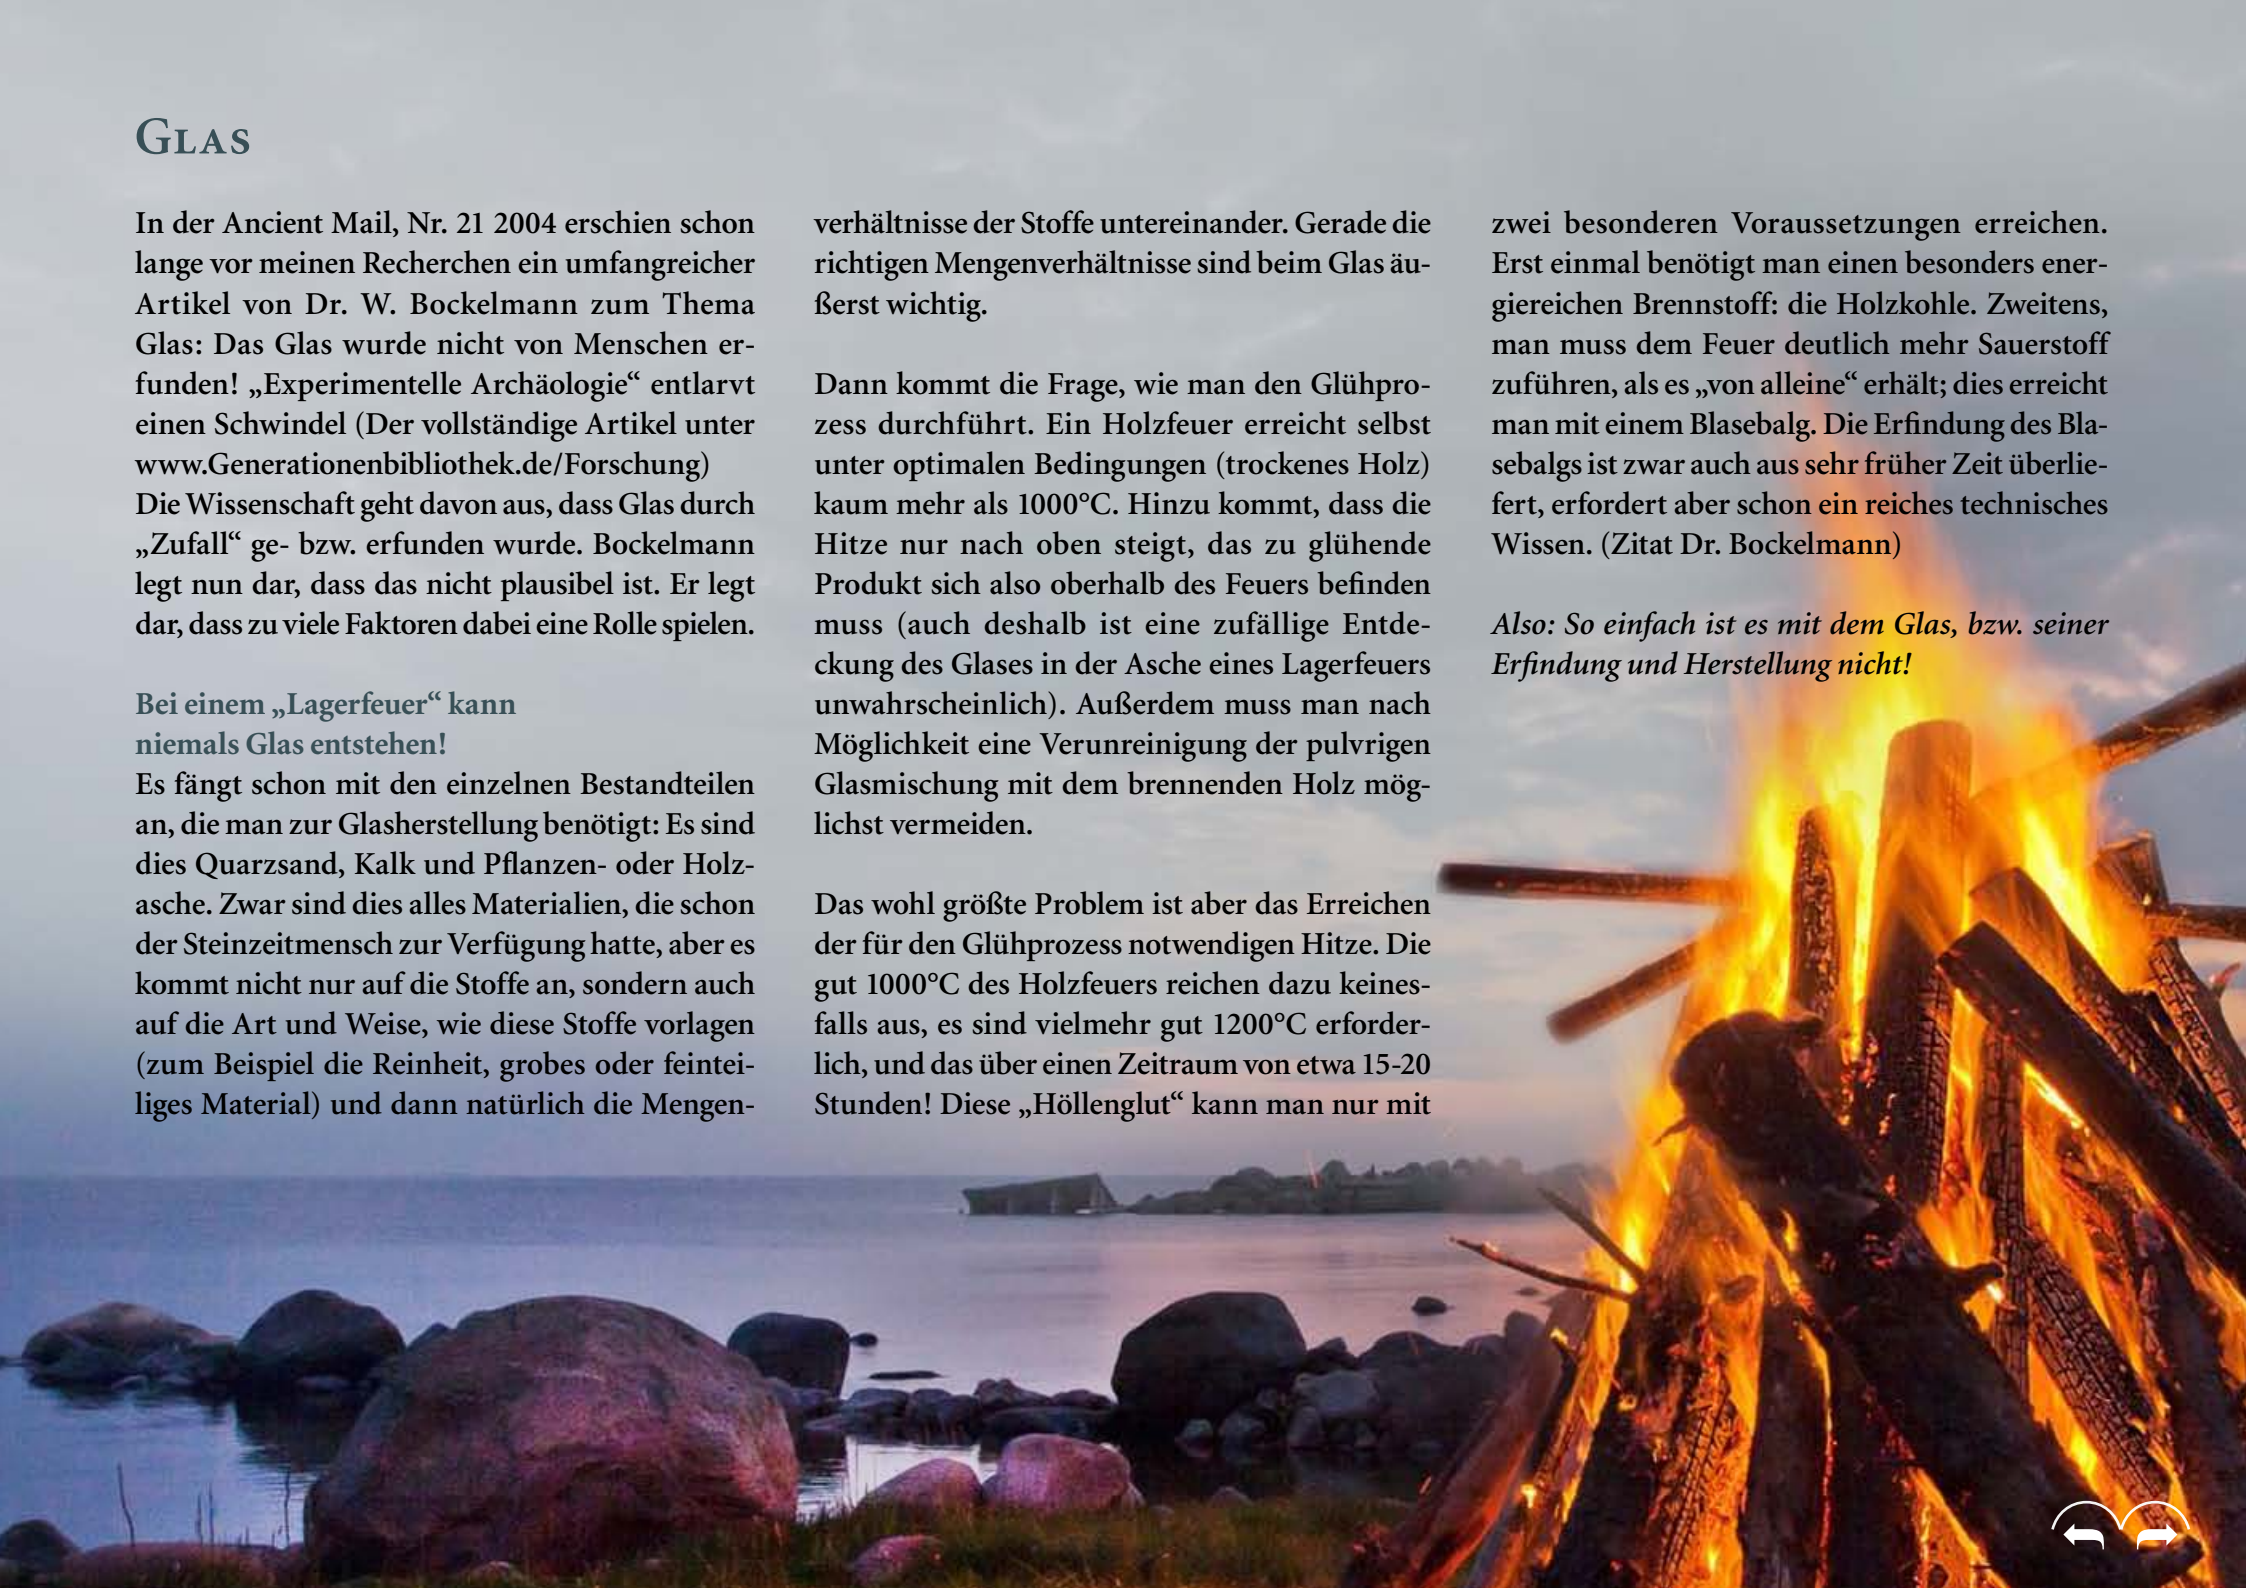 Glas
In der Ancient Mail, Nr. 21 2004 erschien schon
lange vor meinen Recherchen ein umfangreicher
Artikel von Dr. W. Bockelmann zum Thema
Glas: Das Glas wurde nicht von Menschen er-
funden! „Experimentelle Archäologie“ entlarvt
einen Schwindel (Der vollständige Artikel unter
www.Generationenbibliothek.de/Forschung)
Die Wissenschaft geht davon aus, dass Glas durch
„Zufall“ ge- bzw. erfunden wurde. Bockelmann
legt nun dar, dass das nicht plausibel ist. Er legt
dar, dass zu viele Faktoren dabei eine Rolle spielen.
Bei einem „Lagerfeuer“ kann
niemals Glas entstehen!
Es fängt schon mit den einzelnen Bestandteilen
an, die man zur Glasherstellung benötigt: Es sind
dies Quarzsand, Kalk und Pflanzen- oder Holz-
asche. Zwar sind dies alles Materialien, die schon
der Steinzeitmensch zur Verfügung hatte, aber es
kommt nicht nur auf die Stoffe an, sondern auch
auf die Art und Weise, wie diese Stoffe vorlagen
(zum Beispiel die Reinheit, grobes oder feintei-
liges Material) und dann natürlich die Mengen-
verhältnisse der Stoffe untereinander. Gerade die
richtigen Mengenverhältnisse sind beim Glas äu-
ßerst wichtig.
Dann kommt die Frage, wie man den Glühpro-
zess durchführt. Ein Holzfeuer erreicht selbst
unter optimalen Bedingungen (trockenes Holz)
kaum mehr als 1000°C. Hinzu kommt, dass die
Hitze nur nach oben steigt, das zu glühende
Produkt sich also oberhalb des Feuers befinden
muss (auch deshalb ist eine zufällige Entde-
ckung des Glases in der Asche eines Lagerfeuers
unwahrscheinlich). Außerdem muss man nach
Möglichkeit eine Verunreinigung der pulvrigen
Glasmischung mit dem brennenden Holz mög-
lichst vermeiden.
Das wohl größte Problem ist aber das Erreichen
der für den Glühprozess notwendigen Hitze. Die
gut 1000°C des Holzfeuers reichen dazu keines-
falls aus, es sind vielmehr gut 1200°C erforder-
lich, und das über einen Zeitraum von etwa 15-20
Stunden! Diese „Höllenglut“ kann man nur mit
zwei besonderen Voraussetzungen erreichen.
Erst einmal benötigt man einen besonders ener-
giereichen Brennstoff: die Holzkohle. Zweitens,
man muss dem Feuer deutlich mehr Sauerstoff
zuführen, als es „von alleine“ erhält; dies erreicht
man mit einem Blasebalg. Die Erfindung des Bla-
sebalgs ist zwar auch aus sehr früher Zeit überlie-
fert, erfordert aber schon ein reiches technisches
Wissen. (Zitat Dr. Bockelmann)
Also: So einfach ist es mit dem Glas, bzw. seiner
Erfindung und Herstellung nicht!